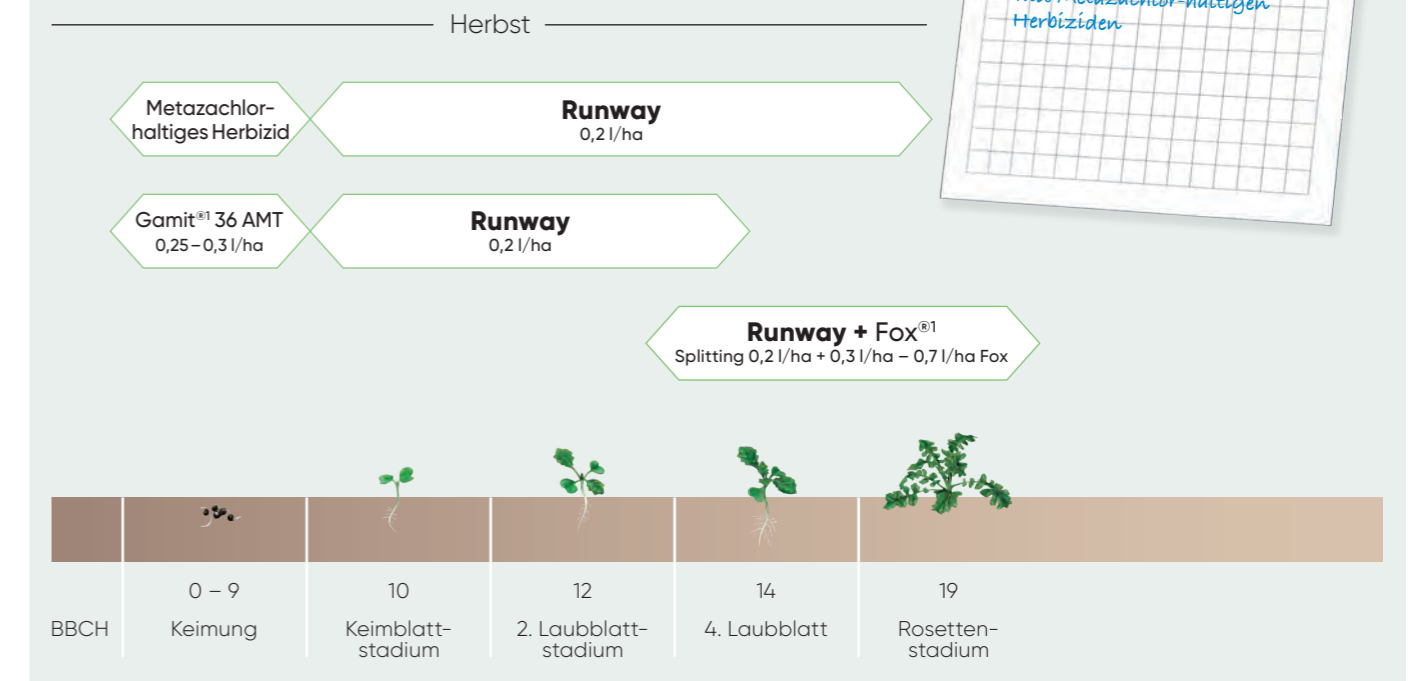 Metazachlor-haltigen
Herbiziden
Herbst
Metazachlor-
haltiges Herbizid
Runway
0,2 l/ha
Gamit®¹ 36 AMT
0,25–0,3 l/ha
Runway
0,2 l/ha
Runway + Fox®¹
Splitting 0,2 l/ha + 0,3 l/ha – 0,7 l/ha Fox
0 – 9
10
12
14
19
BBCH
Keimung
Keimblatt-
stadium
2. Laubblatt-
stadium
4. Laubblatt
Rosetten-
stadium